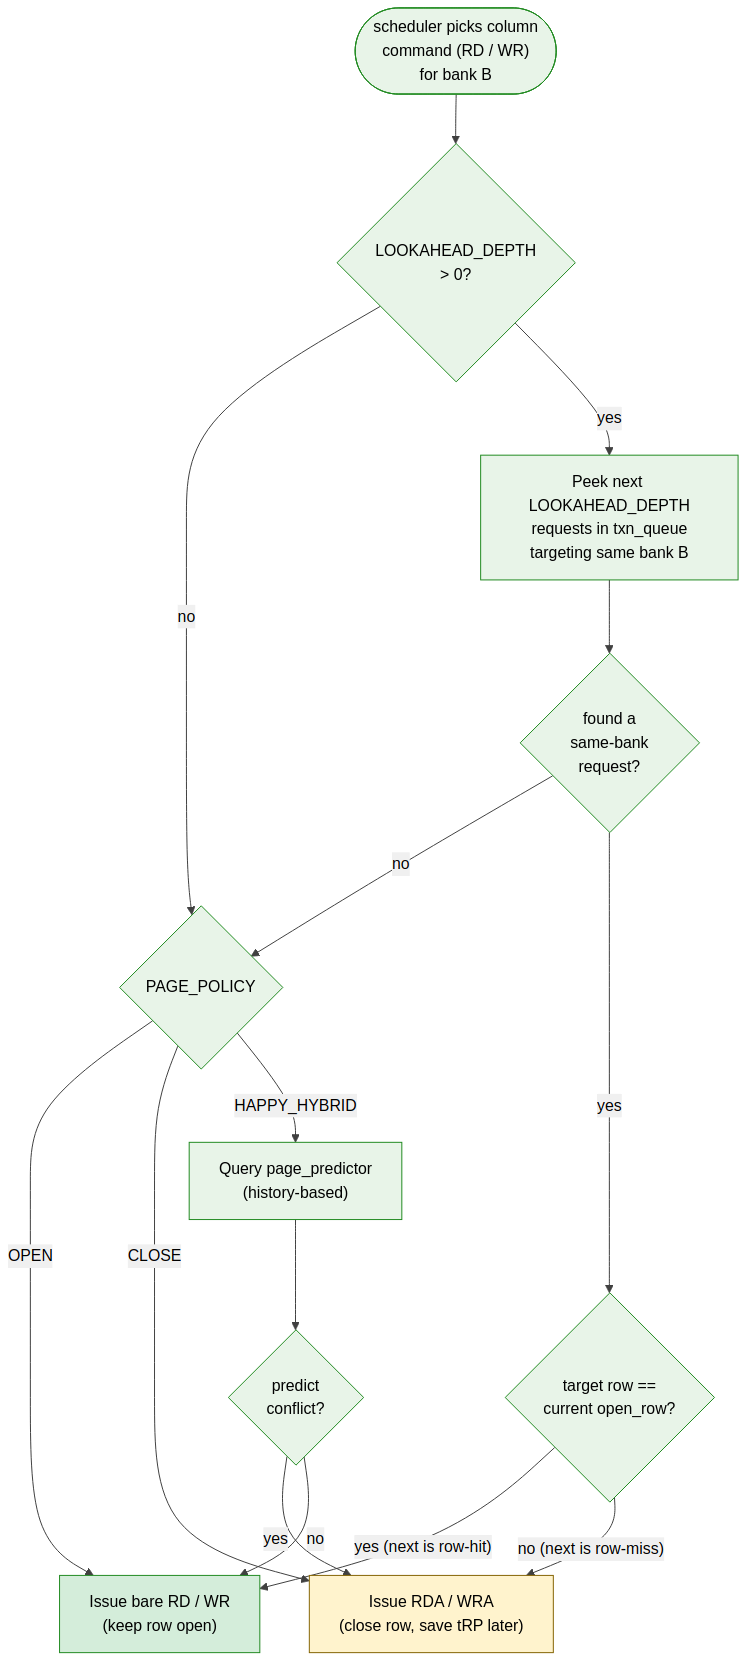 scheduler picks column
command (RD / WR)
for bank B
LOOKAHEAD_DEPTH
> 0?
yes
Peek next
LOOKAHEAD_DEPTH
requests in txn_queue
targeting same bank B
no
found a
same-bank
request?
no
PAGE_POLICY
HAPPY_HYBRID
yes
Query page_predictor
(history-based)
OPEN
CLOSE
predict
conflict?
target row ==
current open_row?
yes
no
yes (next is row-hit)
no (next is row-miss)
Issue bare RD / WR
(keep row open)
Issue RDA / WRA
(close row, save tRP later)